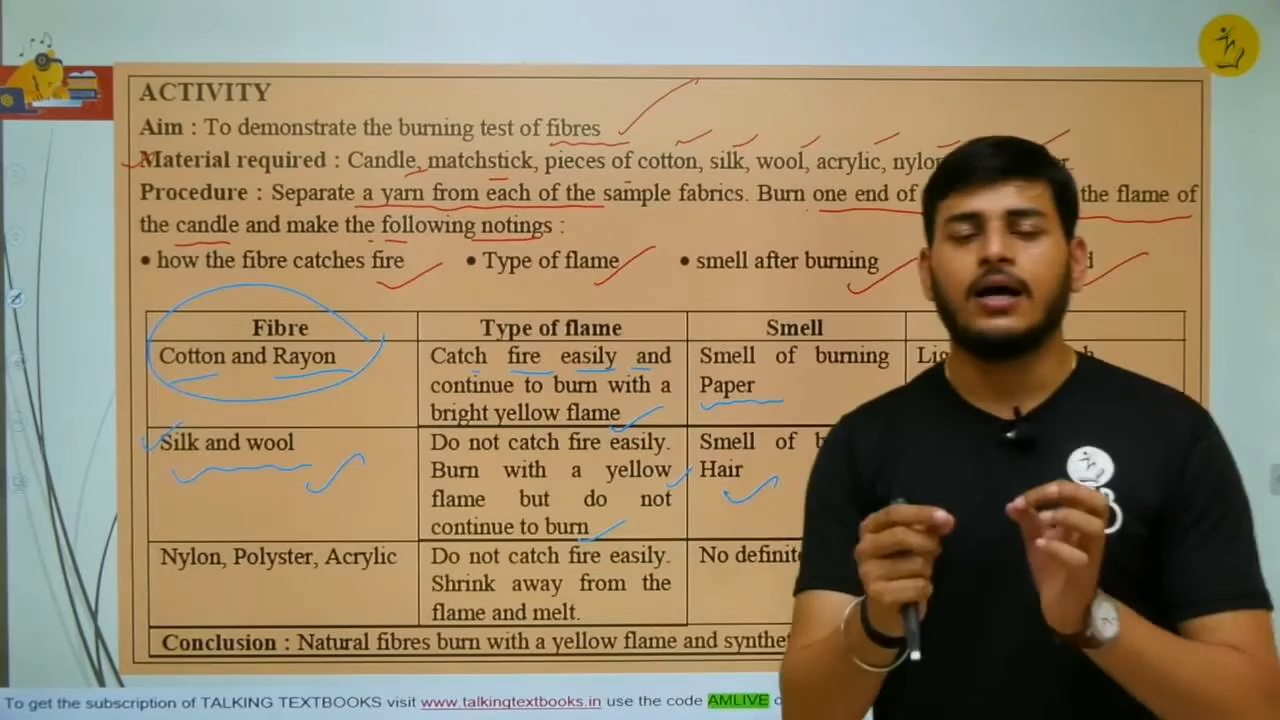 ACTIVITY
Aim : To demonstrate the burning test of fibres
Material required : Candle, matchstick, pieces of cotton, silk, wool, acrylic,
Procedure : Separate a yarn from each of the sample fabrics. Burn one end of the flame of
the candle and make the following notings :
• how the fibre catches fire • Type of flame • smell after burning
Fibre Type of flame Smell
Cotton and Rayon
Catch fire easily and
continue to burn with a
bright yellow flame
Smell of burning
Paper
Silk and wool
Do not catch fire easily.
Burn with a yellow
flame but do not
continue to burn
Smell of
Hair
Nylon, Polyster, Acrylic
Do not catch fire easily.
Shrink away from the
flame and melt.
No
Conclusion : Natural fibres burn with a yellow flame and
To get the subscription of TALKING TEXTBOOKS visit www.talkingtextbooks.in use the code AMLIVE